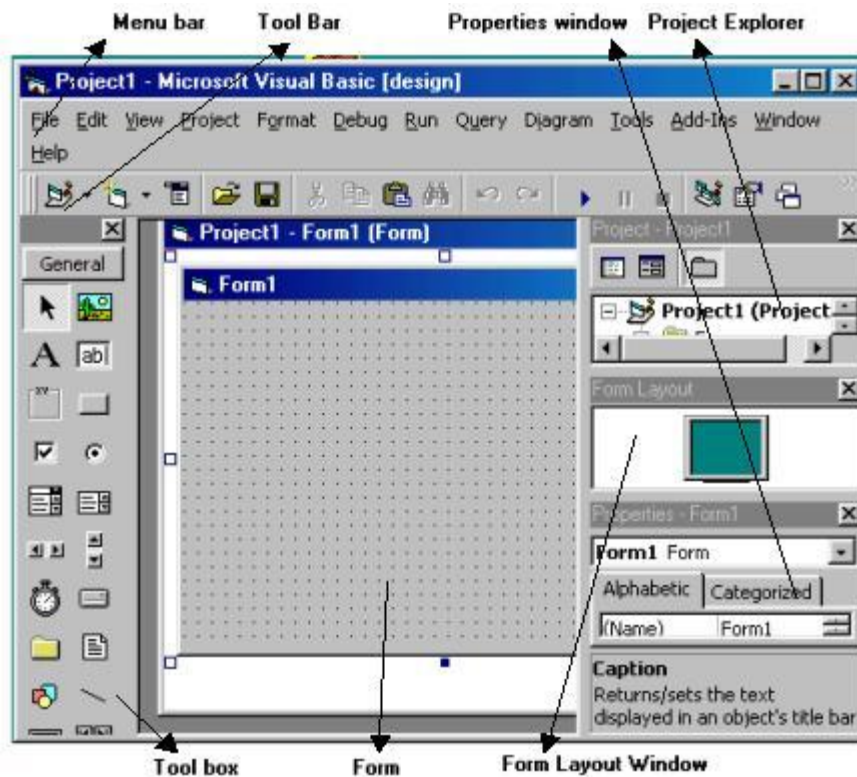 Menu bar Tool Bar Properties window Project Explorer
Project1 - Microsoft Visual Basic [design]
File Edit View Project Format Debug Run Query Diagram Tools Add-Ins Window
Help
General
A ab
Project1 - Form1 (Form)
Form1
Project - Project1
Project1 (Project
Form Layout
Properties - Form1
Form1 Form
Alphabetic Categorized
(Name) Form1
Caption
Returns/sets the text
displayed in an object's title bar
Tool box Form Form Layout Window